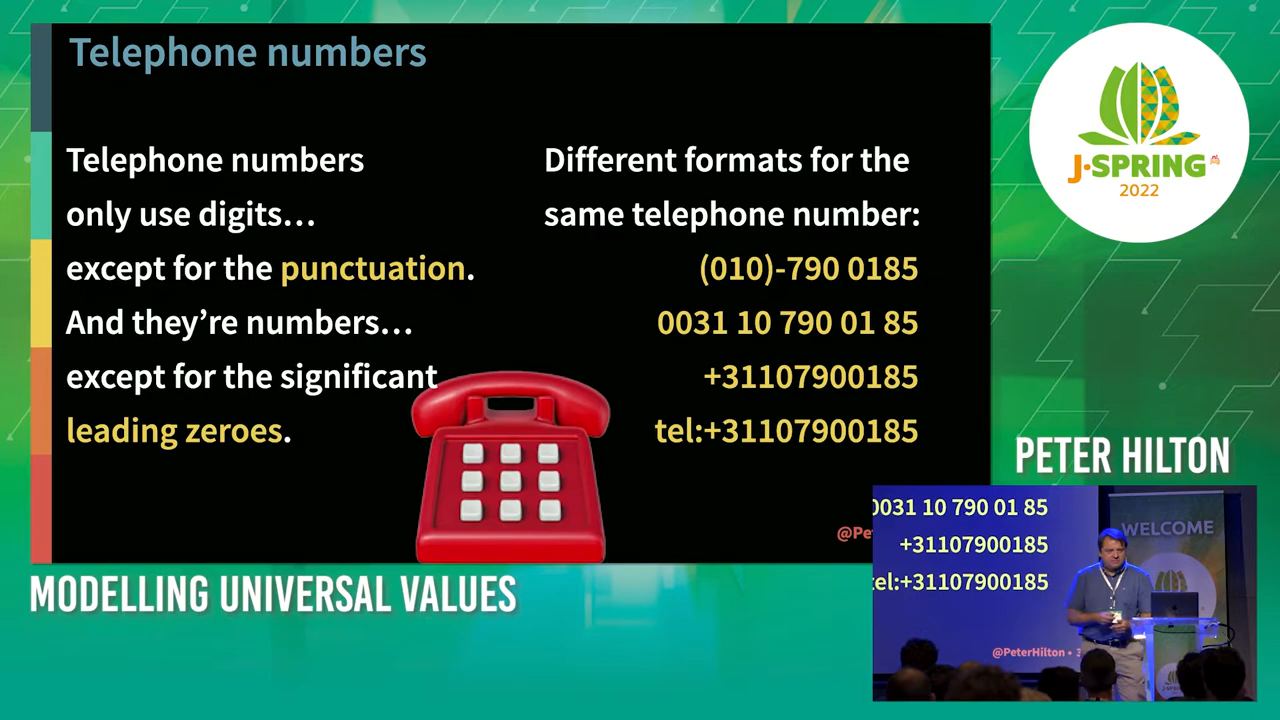 Telephone numbers
Telephone numbers
only use digits…
except for the punctuation.
And they’re numbers…
except for the significant
leading zeroes.
Different formats for the
same telephone number:
(010)-790 0185
0031 10 790 01 85
+31107900185
tel:+31107900185
@Pe
J·SPRING
2022
PETER HILTON
0031 10 790 01 85
+31107900185
tel:+31107900185
@PeterHilton •
WELCOME
MODELLING UNIVERSAL VALUES